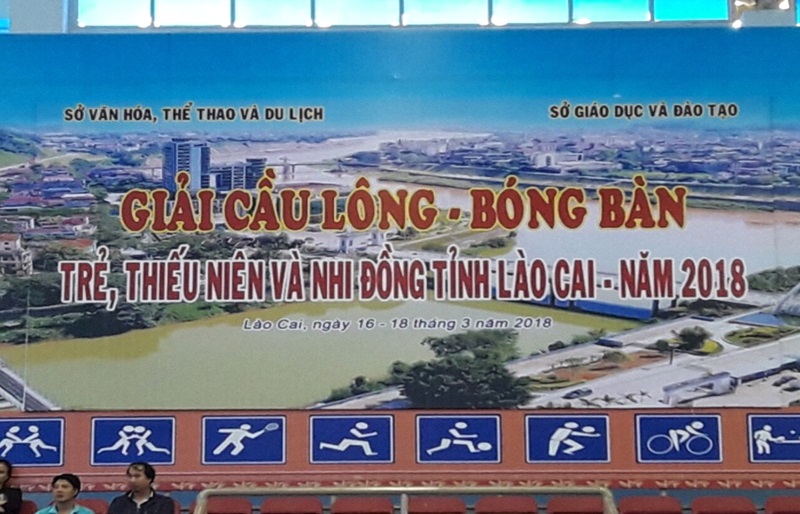 SỞ VĂN HÓA, THỂ THAO VÀ DU LỊCH
SỞ GIÁO DỤC VÀ ĐÀO TẠO
GIẢI CẦU LÔNG - BÓNG BÀN
TRẺ, THIẾU NIÊN VÀ NHI ĐỒNG TỈNH LÀO CAI - NĂM 2018
Lào Cai, ngày 16 - 18 tháng 3 năm 2018